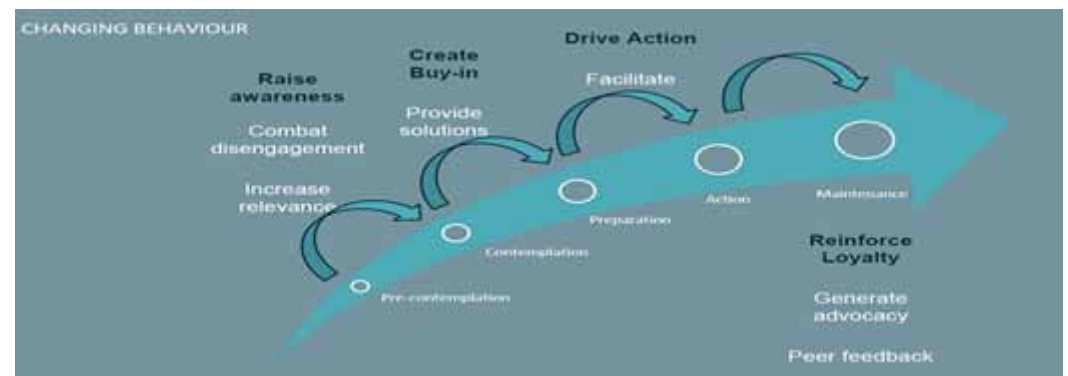 CHANGING BEHAVIOUR
Raise
awareness
Combat
disengagement
Increase
relevance
Create
Buy-in
Provide
solutions
Drive Action
Facilitate
Pre-contemplation
Contemplation
Preparation
Action
Maintenance
Reinforce
Loyalty
Generate
advocacy
Peer feedback